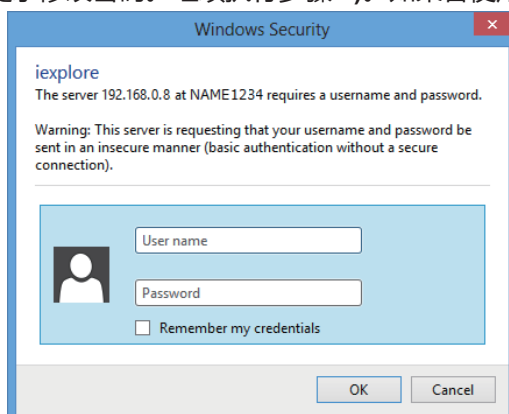 Windows Security
iexplore
The server 192.168.0.8 at NAME1234 requires a username and password.
Warning: This server is requesting that your username and password be
sent in an insecure manner (basic authentication without a secure
connection).
User name
Password
Remember my credentials
OK
Cancel